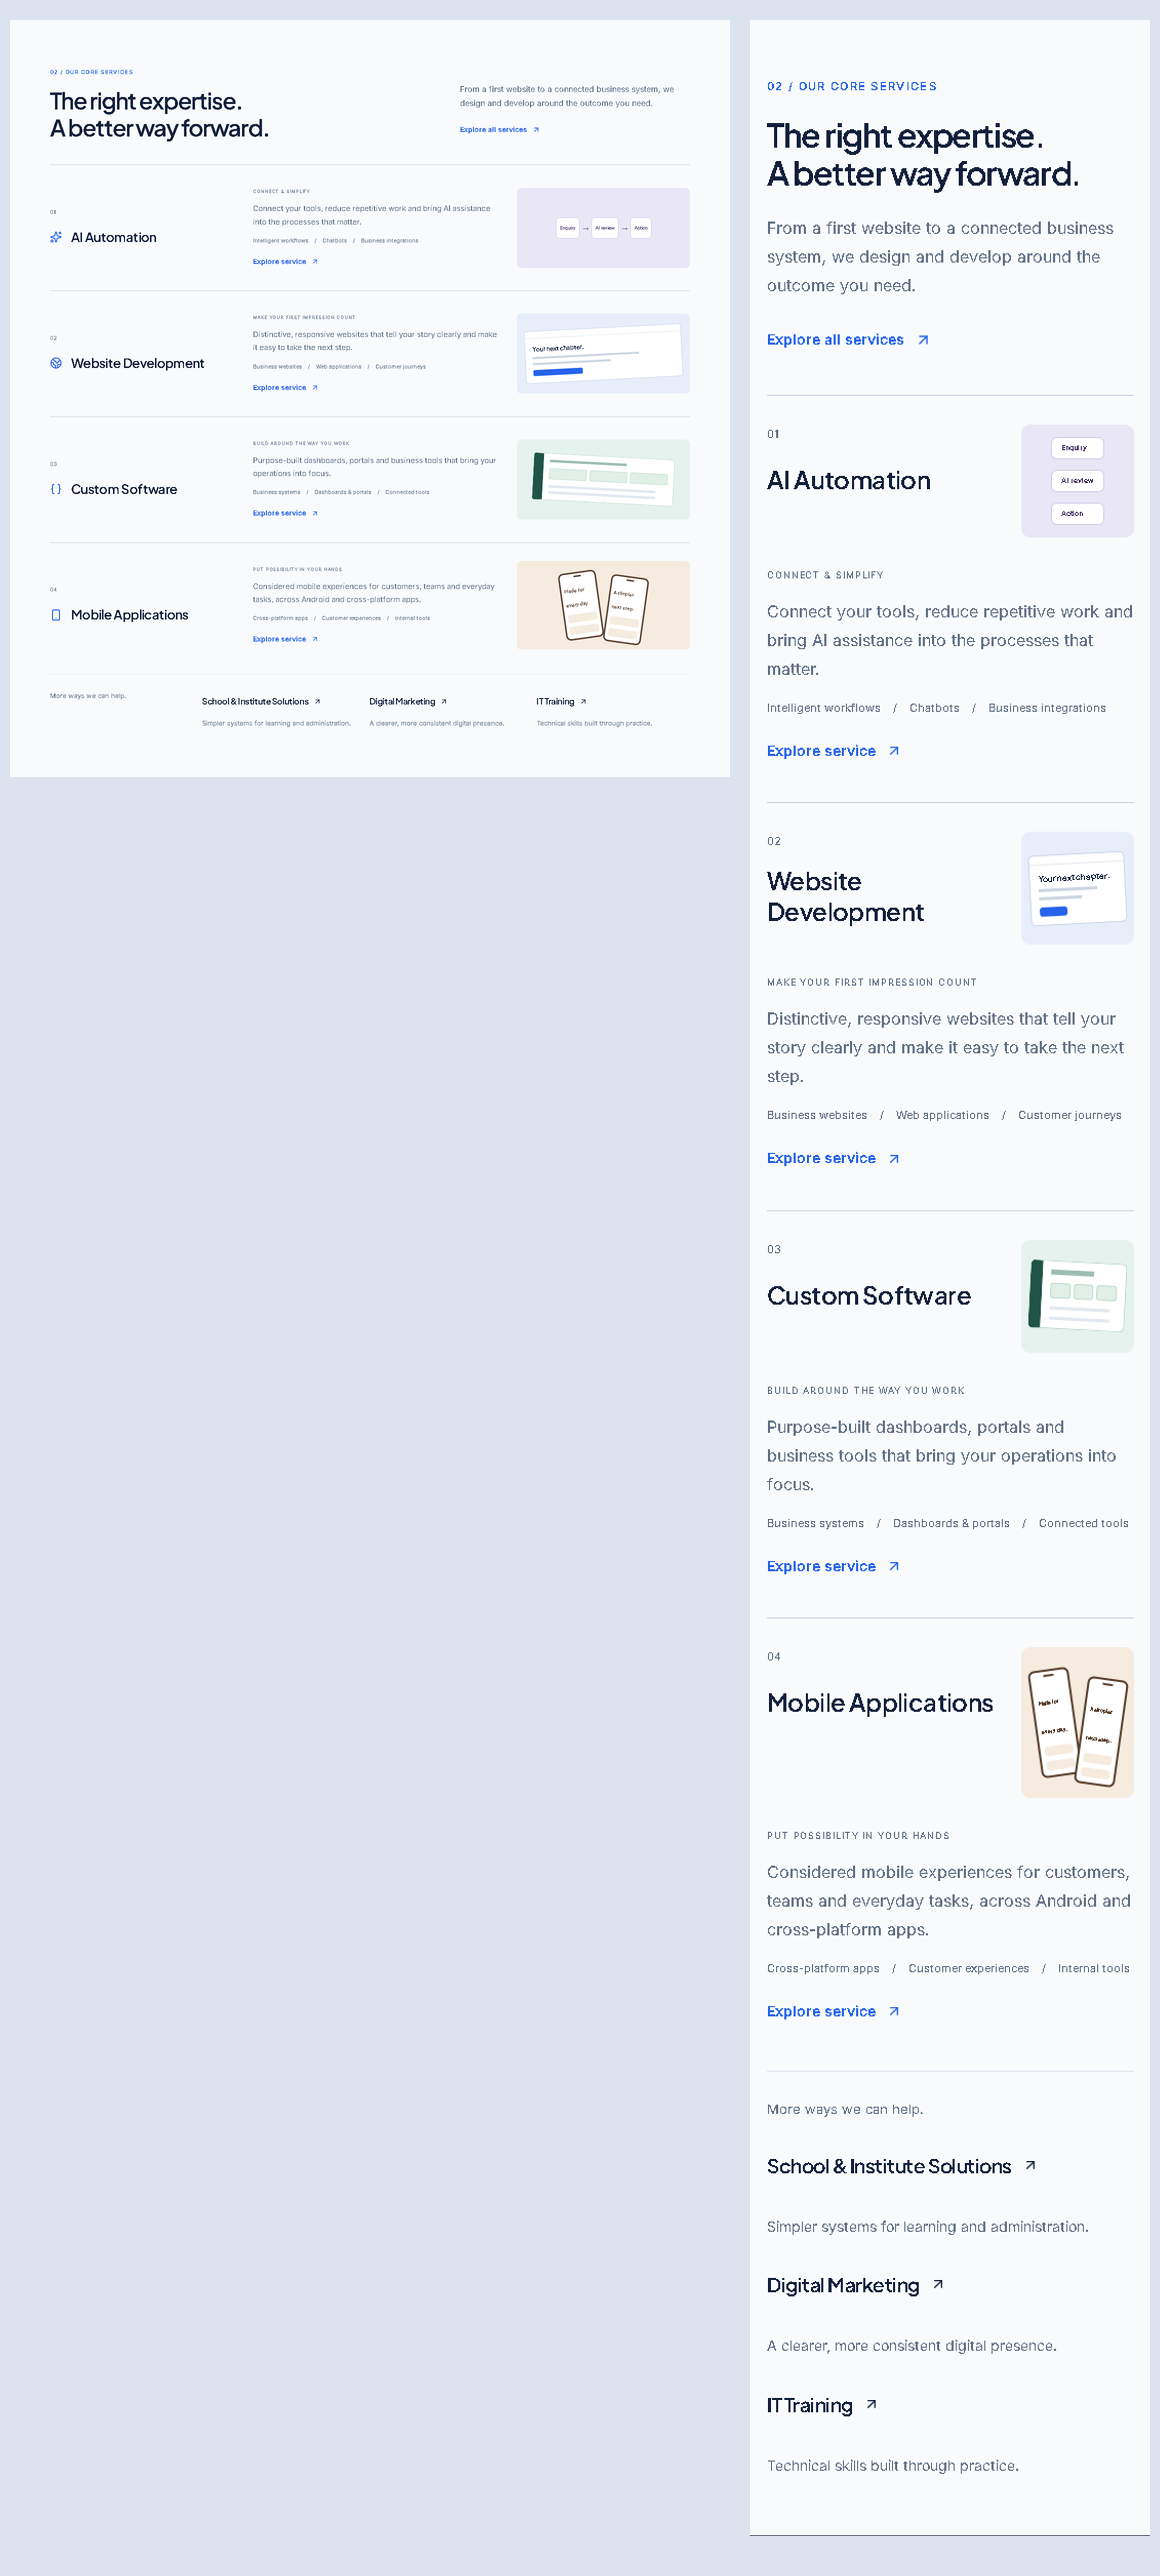 02 / OUR CORE SERVICES
The right expertise.
A better way forward.
From a first website to a connected business system, we
design and develop around the outcome you need.
Explore all services
01
AI Automation
CONNECT & SIMPLIFY
Connect your tools, reduce repetitive work and bring AI assistance
into the processes that matter.
Intelligent workflows / Chatbots / Business integrations
Explore service
Enquiry → AI review → Action
02
Website Development
MAKE YOUR FIRST IMPRESSION COUNT
Distinctive, responsive websites that tell your story clearly and make
it easy to take the next step.
Business websites / Web applications / Customer journeys
Explore service
Your next chapter.
03
Custom Software
BUILD AROUND THE WAY YOU WORK
Purpose-built dashboards, portals and business tools that bring your
operations into focus.
Business systems / Dashboards & portals / Connected tools
Explore service
04
Mobile Applications
PUT POSSIBILITY IN YOUR HANDS
Considered mobile experiences for customers, teams and everyday
tasks, across Android and cross-platform apps.
Cross-platform apps / Customer experiences / Internal tools
Explore service
Made for
every day.
A simpler
next step.
More ways we can help.
School & Institute Solutions
Simpler systems for learning and administration.
Digital Marketing
A clearer, more consistent digital presence.
IT Training
Technical skills built through practice.
02 / OUR CORE SERVICES
The right expertise.
A better way forward.
From a first website to a connected business
system, we design and develop around the
outcome you need.
Explore all services
01
AI Automation
Enquiry
AI review
Action
CONNECT & SIMPLIFY
Connect your tools, reduce repetitive work and
bring AI assistance into the processes that
matter.
Intelligent workflows / Chatbots / Business integrations
Explore service
02
Website
Development
Your next chapter.
MAKE YOUR FIRST IMPRESSION COUNT
Distinctive, responsive websites that tell your
story clearly and make it easy to take the next
step.
Business websites / Web applications / Customer journeys
Explore service
03
Custom Software
BUILD AROUND THE WAY YOU WORK
Purpose-built dashboards, portals and
business tools that bring your operations into
focus.
Business systems / Dashboards & portals / Connected tools
Explore service
04
Mobile Applications
Made for
every day.
A simpler
next step.
PUT POSSIBILITY IN YOUR HANDS
Considered mobile experiences for customers,
teams and everyday tasks, across Android and
cross-platform apps.
Cross-platform apps / Customer experiences / Internal tools
Explore service
More ways we can help.
School & Institute Solutions
Simpler systems for learning and administration.
Digital Marketing
A clearer, more consistent digital presence.
IT Training
Technical skills built through practice.